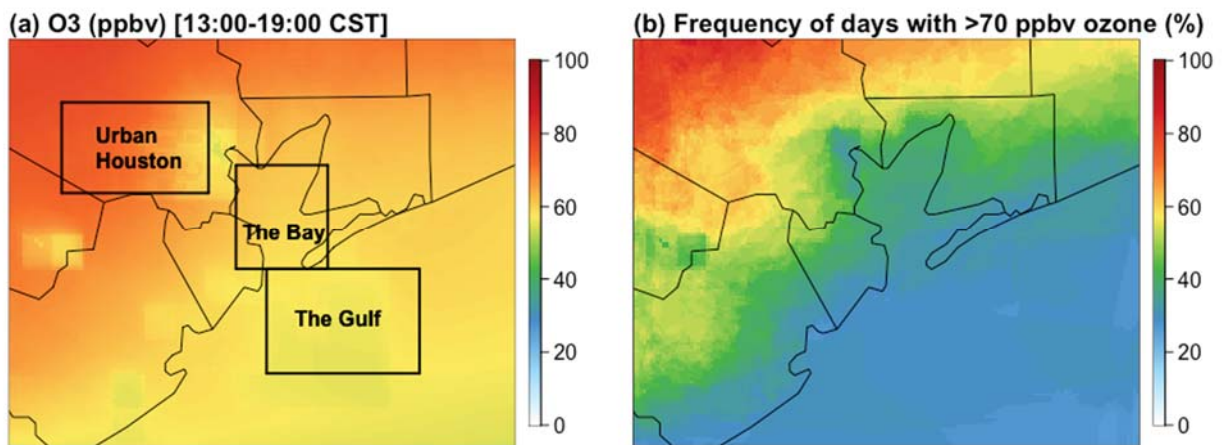 (a) O3 (ppbv) [13:00-19:00 CST]
Urban
Houston
The Bay
The Gulf
100
80
60
40
20
0
(b) Frequency of days with >70 ppbv ozone (%)
100
80
60
40
20
0